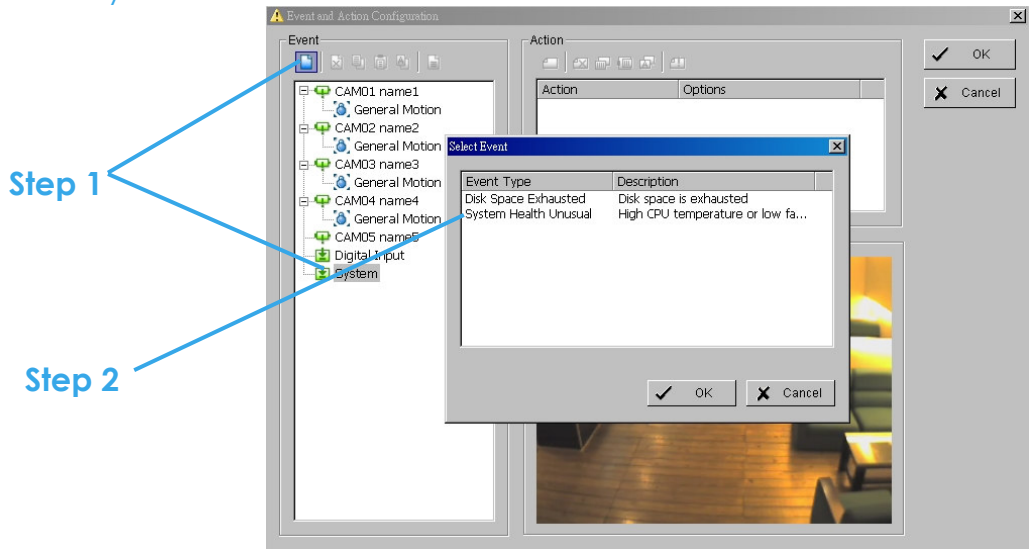 Event and Action Configuration
Event
Action
OK
Cancel
CAM01 name1
General Motion
CAM02 name2
General Motion
CAM03 name3
General Motion
CAM04 name4
General Motion
CAM05 name5
Digital Input
System
Action Options
Select Event
Event Type Description
Disk Space Exhausted Disk space is exhausted
System Health Unusual High CPU temperature or low fa...
OK Cancel
Step 1
Step 2